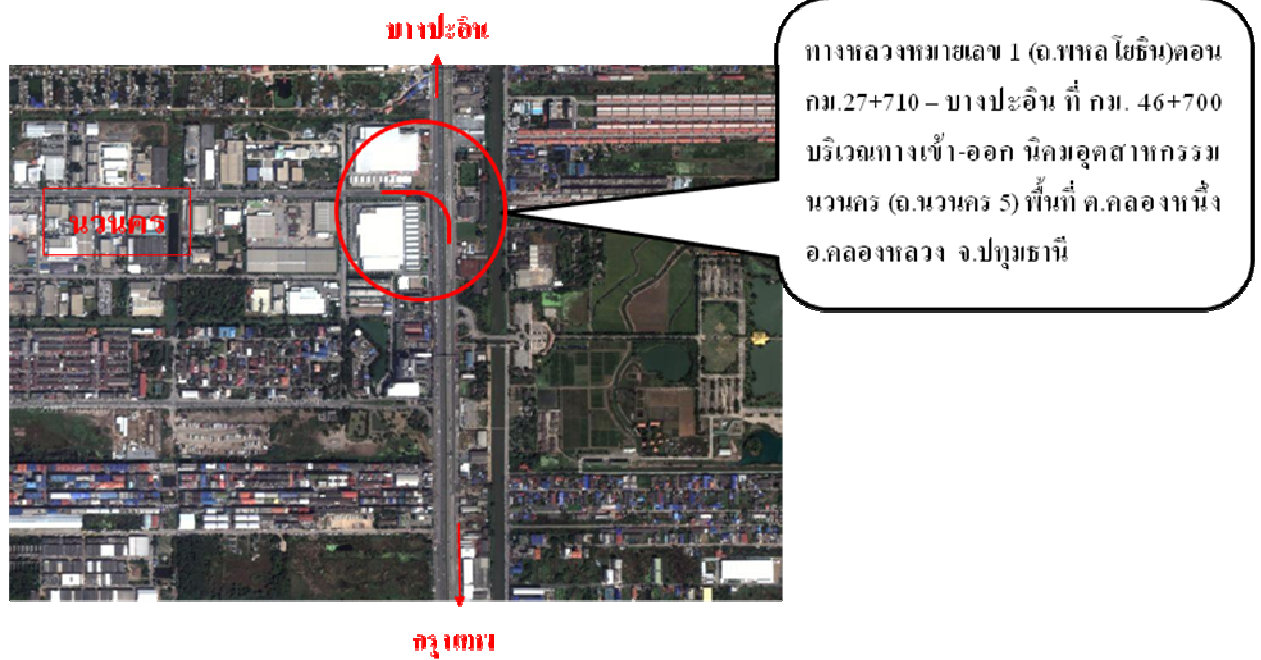 บางปะอิน
ทางหลวงหมายเลข 1 (ถ.พหลโยธิน)ตอน
กม.27+710 – บางปะอิน ที่ กม. 46+700
บริเวณทางเข้า-ออก นิคมอุตสาหกรรม
นวนคร (ถ.นวนคร 5) พื้นที่ ต.คลองหนึ่ง
อ.คลองหลวง จ.ปทุมธานี
นวนคร
กรุงเทพ